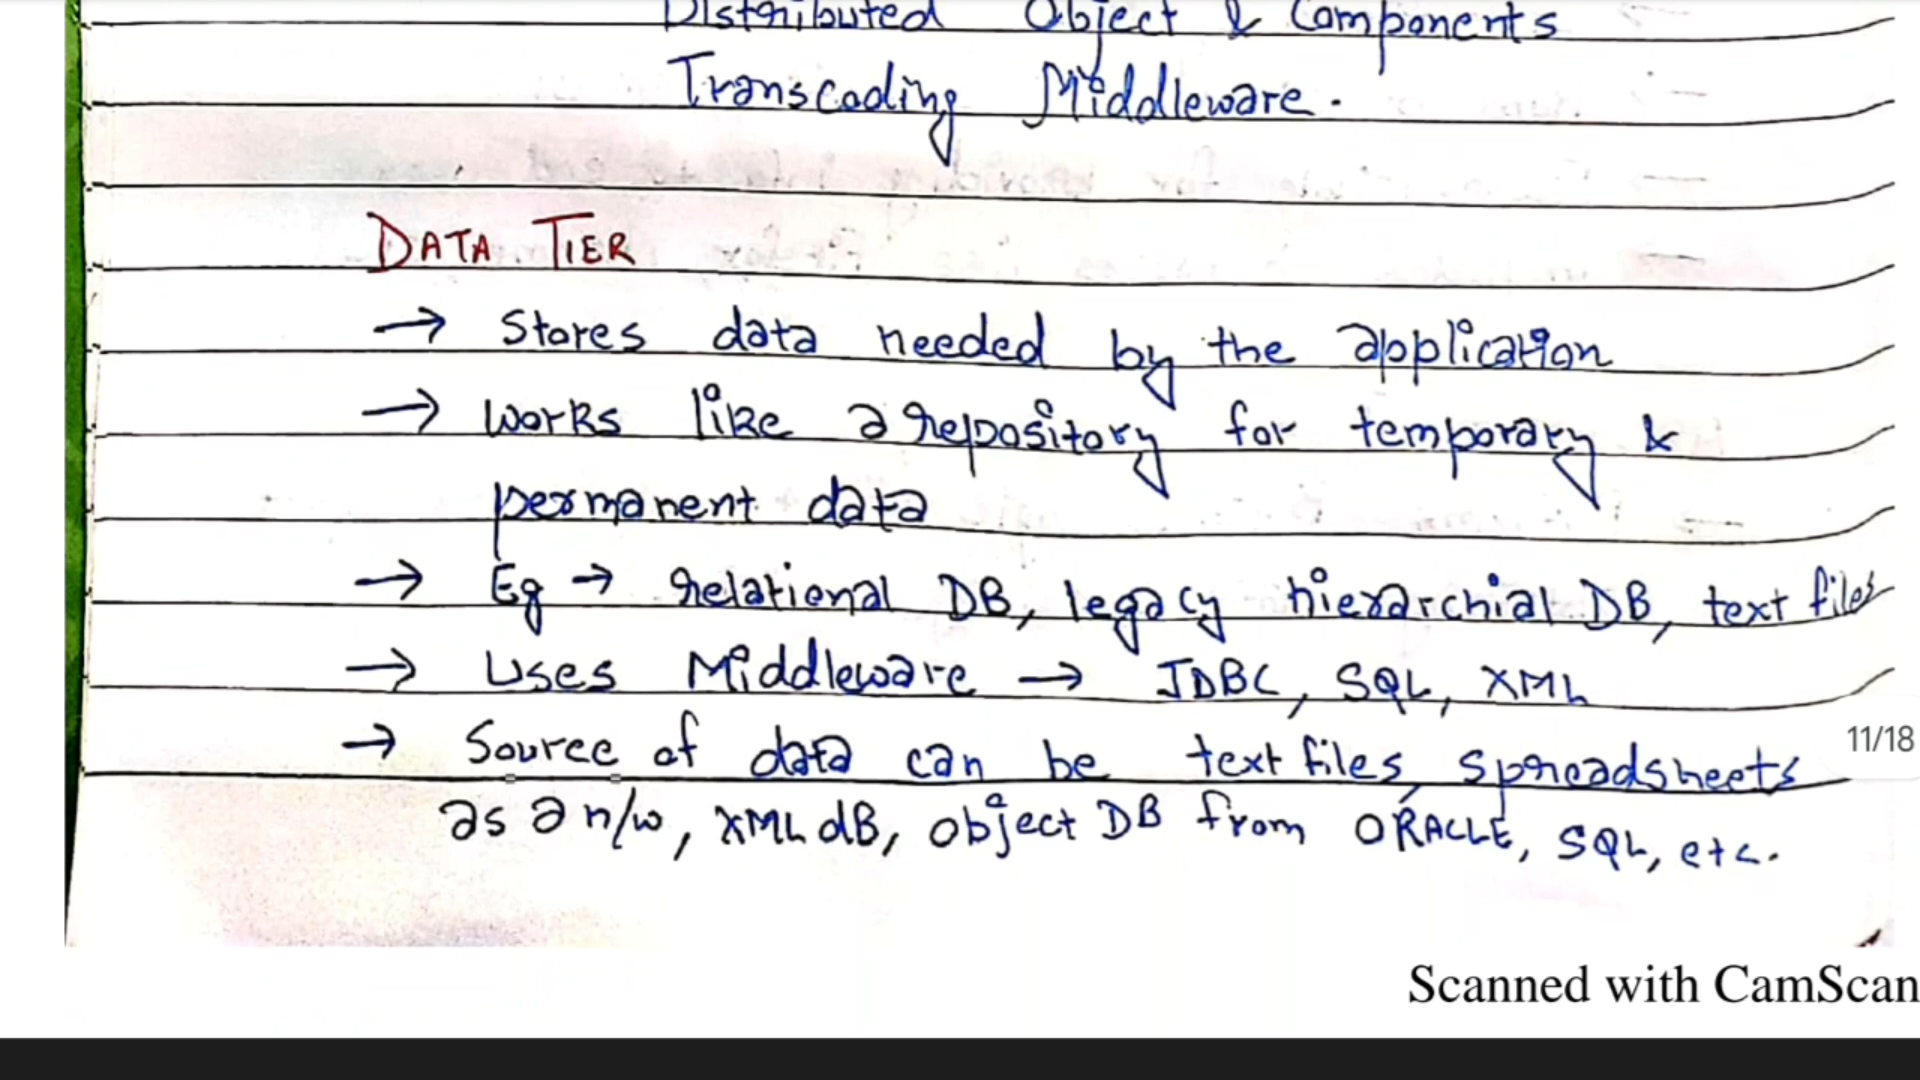 Distributed Object & Components
Transcoding Middleware.
DATA TIER
→ Stores data needed by the application
→ works like a repository for temporary &
permanent data
→ Eg → relational DB, legacy hierarchial DB, text files
→ Uses Middleware → JDBC, SQL, XML
→ Source of data can be text files, spreadsheets
11/18
as a n/w, XML dB, object DB from ORACLE, SQL, etc.
Scanned with CamScan